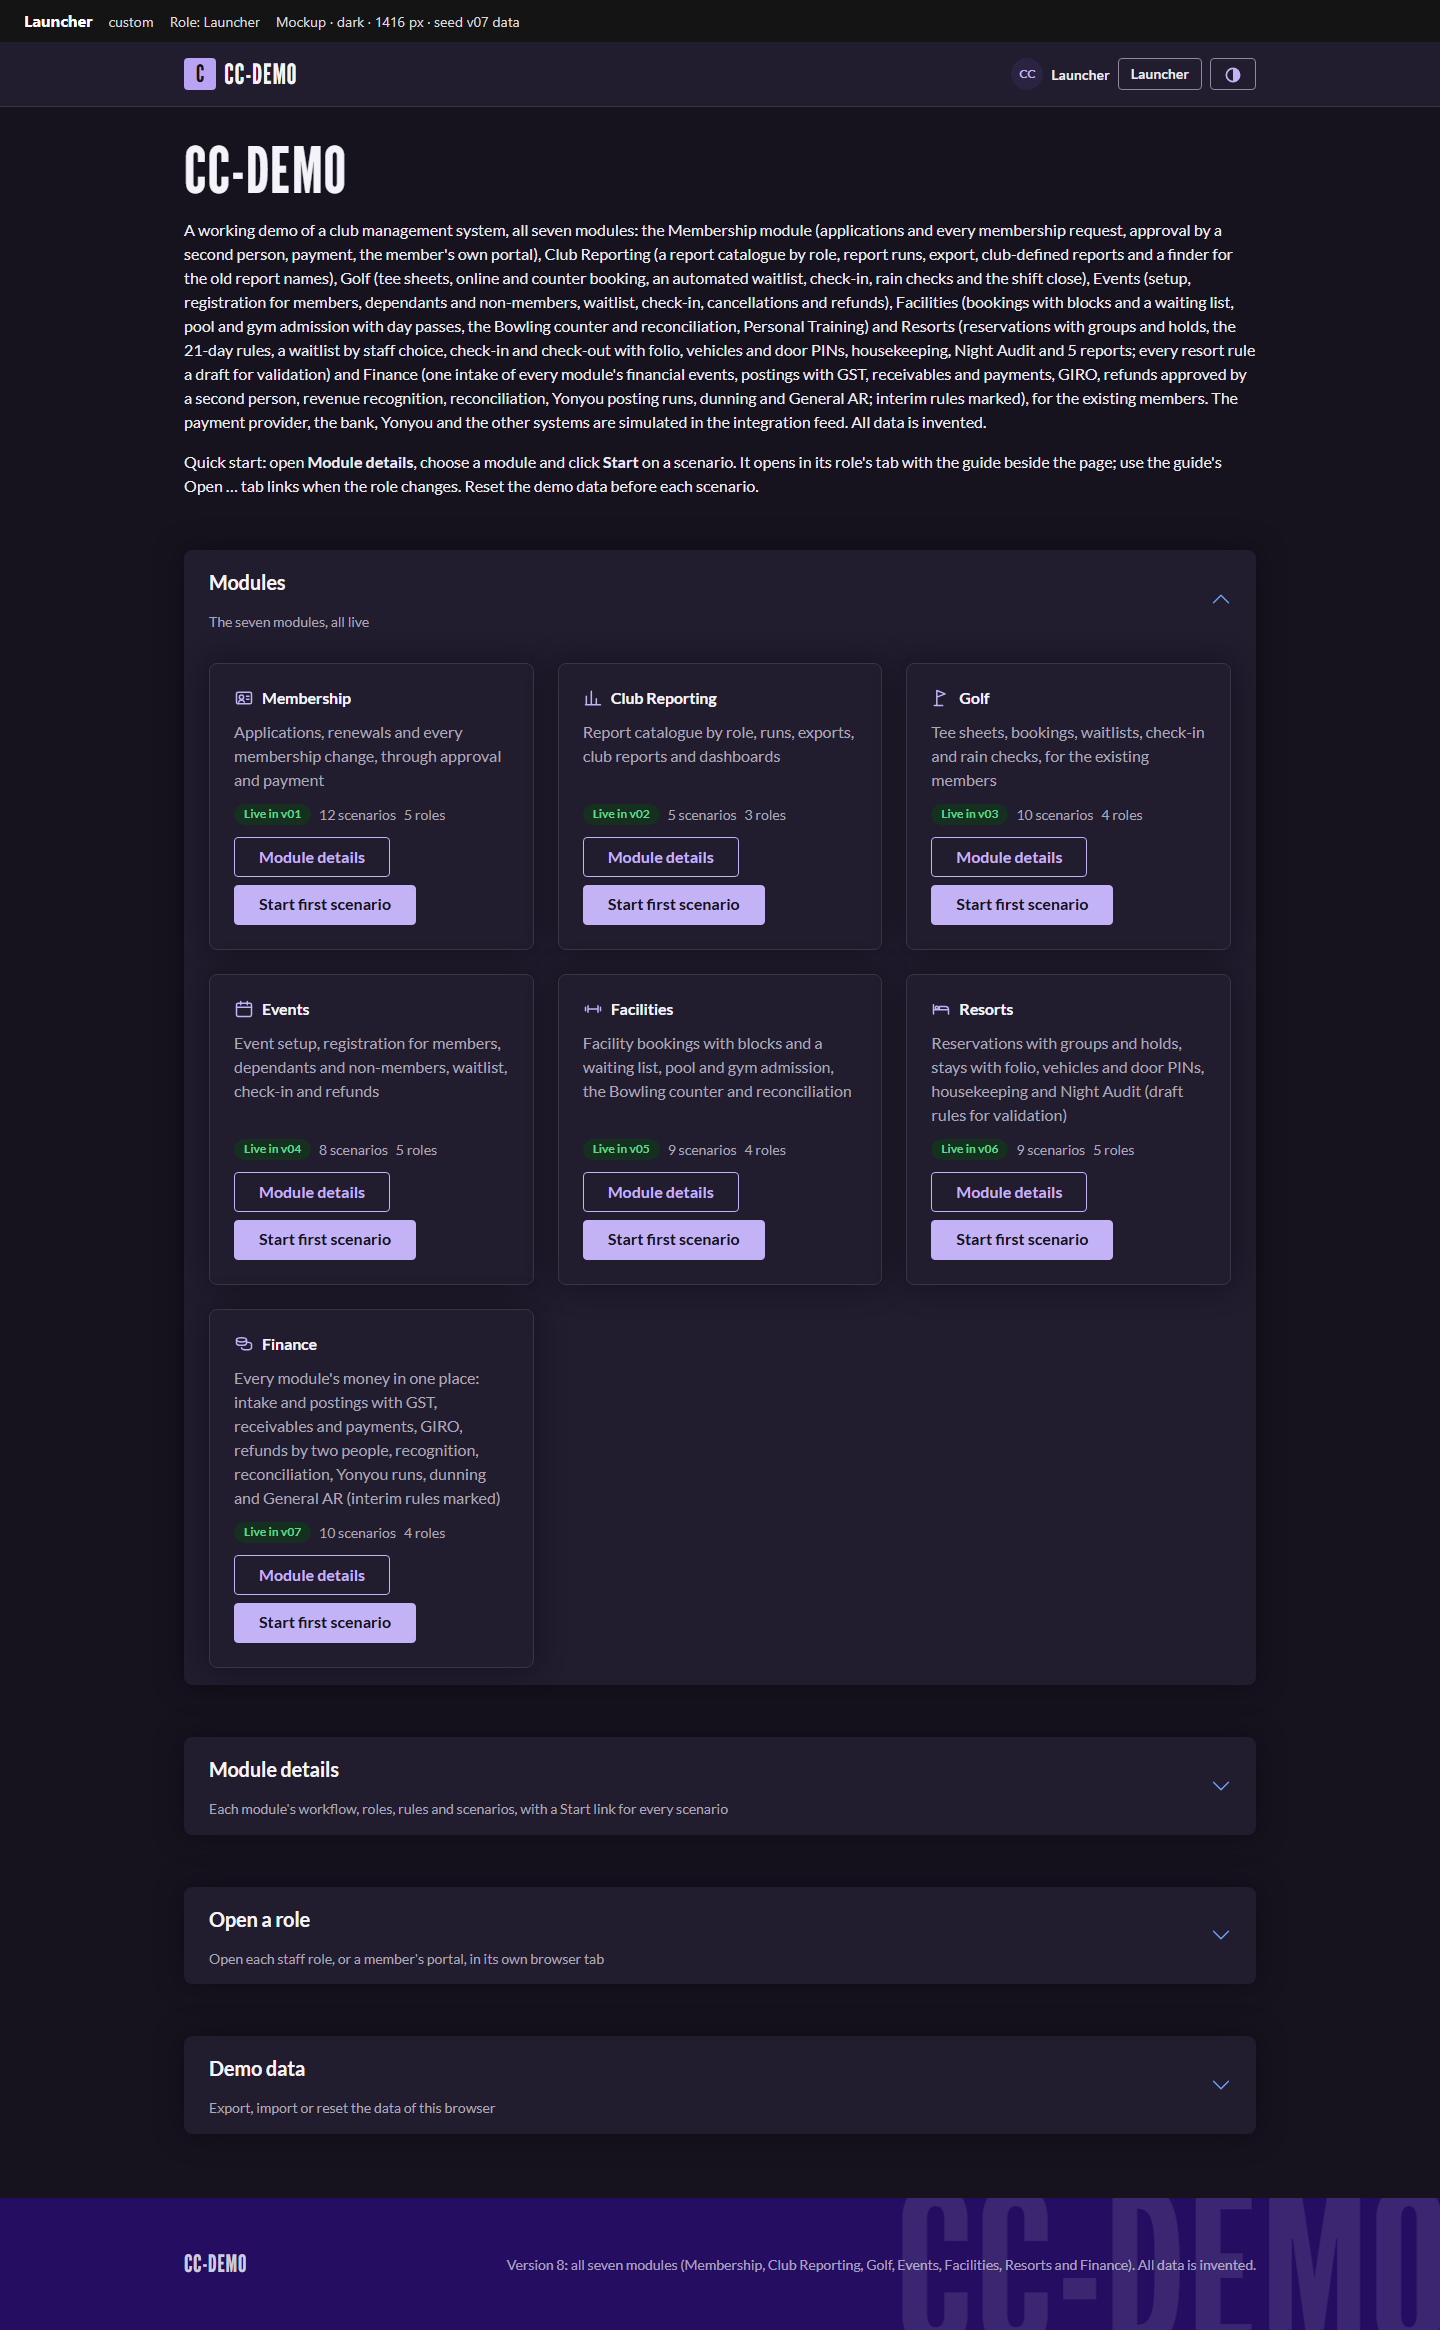 Launcher custom Role: Launcher Mockup · dark · 1416 px · seed v07 data
C CC-DEMO
CC Launcher Launcher
CC-DEMO
A working demo of a club management system, all seven modules: the Membership module (applications and every membership request, approval by a
second person, payment, the member's own portal), Club Reporting (a report catalogue by role, report runs, export, club-defined reports and a finder for
the old report names), Golf (tee sheets, online and counter booking, an automated waitlist, check-in, rain checks and the shift close), Events (setup,
registration for members, dependants and non-members, waitlist, check-in, cancellations and refunds), Facilities (bookings with blocks and a waiting list,
pool and gym admission with day passes, the Bowling counter and reconciliation, Personal Training) and Resorts (reservations with groups and holds, the
21-day rules, a waitlist by staff choice, check-in and check-out with folio, vehicles and door PINs, housekeeping, Night Audit and 5 reports; every resort rule
a draft for validation) and Finance (one intake of every module's financial events, postings with GST, receivables and payments, GIRO, refunds approved by
a second person, revenue recognition, reconciliation, Yonyou posting runs, dunning and General AR; interim rules marked), for the existing members. The
payment provider, the bank, Yonyou and the other systems are simulated in the integration feed. All data is invented.
Quick start: open Module details, choose a module and click Start on a scenario. It opens in its role's tab with the guide beside the page; use the guide's
Open ... tab links when the role changes. Reset the demo data before each scenario.
Modules
The seven modules, all live
Membership
Applications, renewals and every
membership change, through approval
and payment
Live in v01 12 scenarios 5 roles
Module details
Start first scenario
Club Reporting
Report catalogue by role, runs, exports,
club reports and dashboards
Live in v02 5 scenarios 3 roles
Module details
Start first scenario
Golf
Tee sheets, bookings, waitlists, check-in
and rain checks, for the existing
members
Live in v03 10 scenarios 4 roles
Module details
Start first scenario
Events
Event setup, registration for members,
dependants and non-members, waitlist,
check-in and refunds
Live in v04 8 scenarios 5 roles
Module details
Start first scenario
Facilities
Facility bookings with blocks and a
waiting list, pool and gym admission,
the Bowling counter and reconciliation
Live in v05 9 scenarios 4 roles
Module details
Start first scenario
Resorts
Reservations with groups and holds,
stays with folio, vehicles and door PINs,
housekeeping and Night Audit (draft
rules for validation)
Live in v06 9 scenarios 5 roles
Module details
Start first scenario
Finance
Every module's money in one place:
intake and postings with GST,
receivables and payments, GIRO,
refunds by two people, recognition,
reconciliation, Yonyou runs, dunning
and General AR (interim rules marked)
Live in v07 10 scenarios 4 roles
Module details
Start first scenario
Module details
Each module's workflow, roles, rules and scenarios, with a Start link for every scenario
Open a role
Open each staff role, or a member's portal, in its own browser tab
Demo data
Export, import or reset the data of this browser
CC-DEMO
CC-DEMO
Version 8: all seven modules (Membership, Club Reporting, Golf, Events, Facilities, Resorts and Finance). All data is invented.